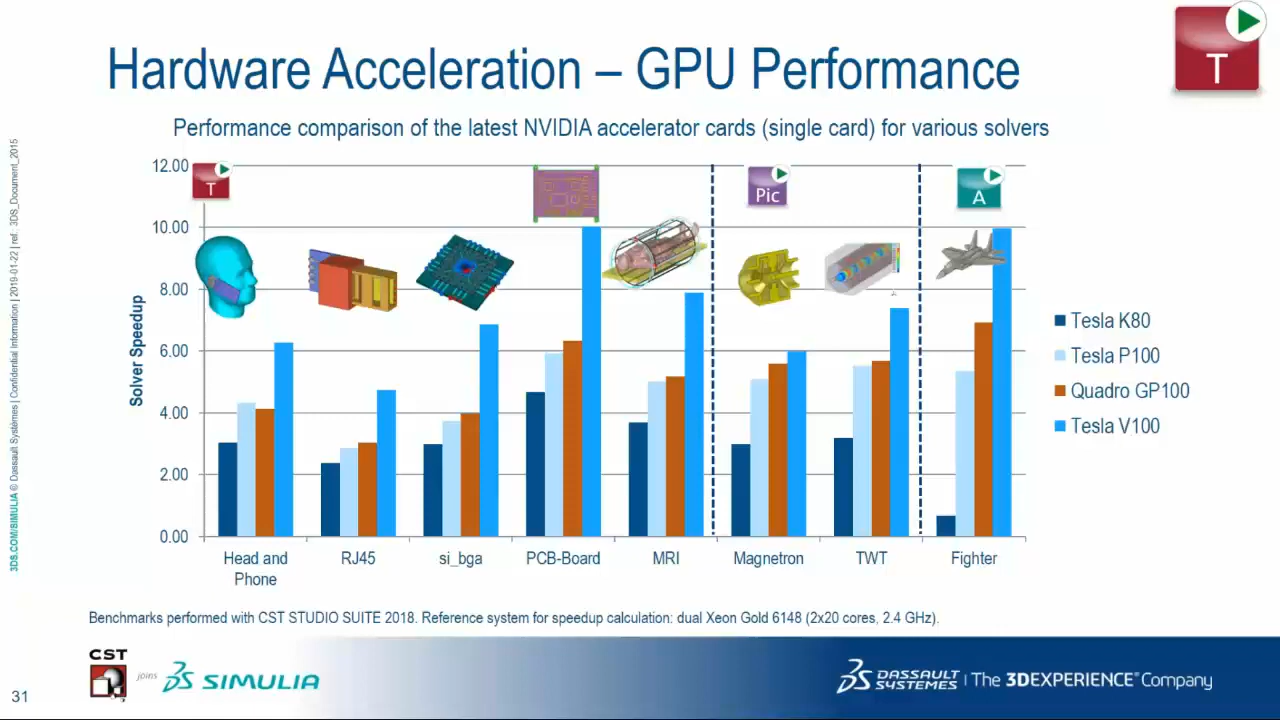 T
Hardware Acceleration – GPU Performance
Performance comparison of the latest NVIDIA accelerator cards (single card) for various solvers
3DS.COM/SIMULIA © Dassault Systèmes | Confidential Information | 2019-01-22 | ref.: 3DS_Document_2015
Solver Speedup
12.00
10.00
8.00
6.00
4.00
2.00
0.00
T
Pic
A
Head and
Phone
RJ45
si_bga
PCB-Board
MRI
Magnetron
TWT
Fighter
Tesla K80
Tesla P100
Quadro GP100
Tesla V100
Benchmarks performed with CST STUDIO SUITE 2018. Reference system for speedup calculation: dual Xeon Gold 6148 (2x20 cores, 2.4 GHz).
31
CST
joins
SIMULIA
DASSAULT
SYSTEMES
The 3DEXPERIENCE® Company